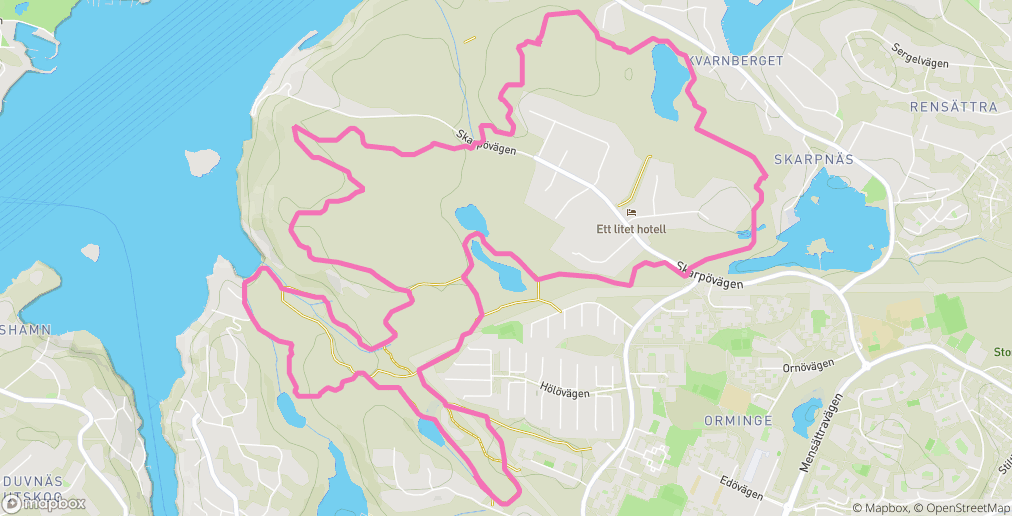 KVARNBERGET
Sergelvägen
RENSÄTTRA
Skarpövägen
SKARPNÄS
Ett litet hotell
Skarpövägen
SHAMN
Sto
Ornövägen
Hölövägen
ORMINGE
Mensättravägen
Stilt
DUVNÄS
UTSKOG
Edövägen
mapbox
© Mapbox, © OpenStreetMap